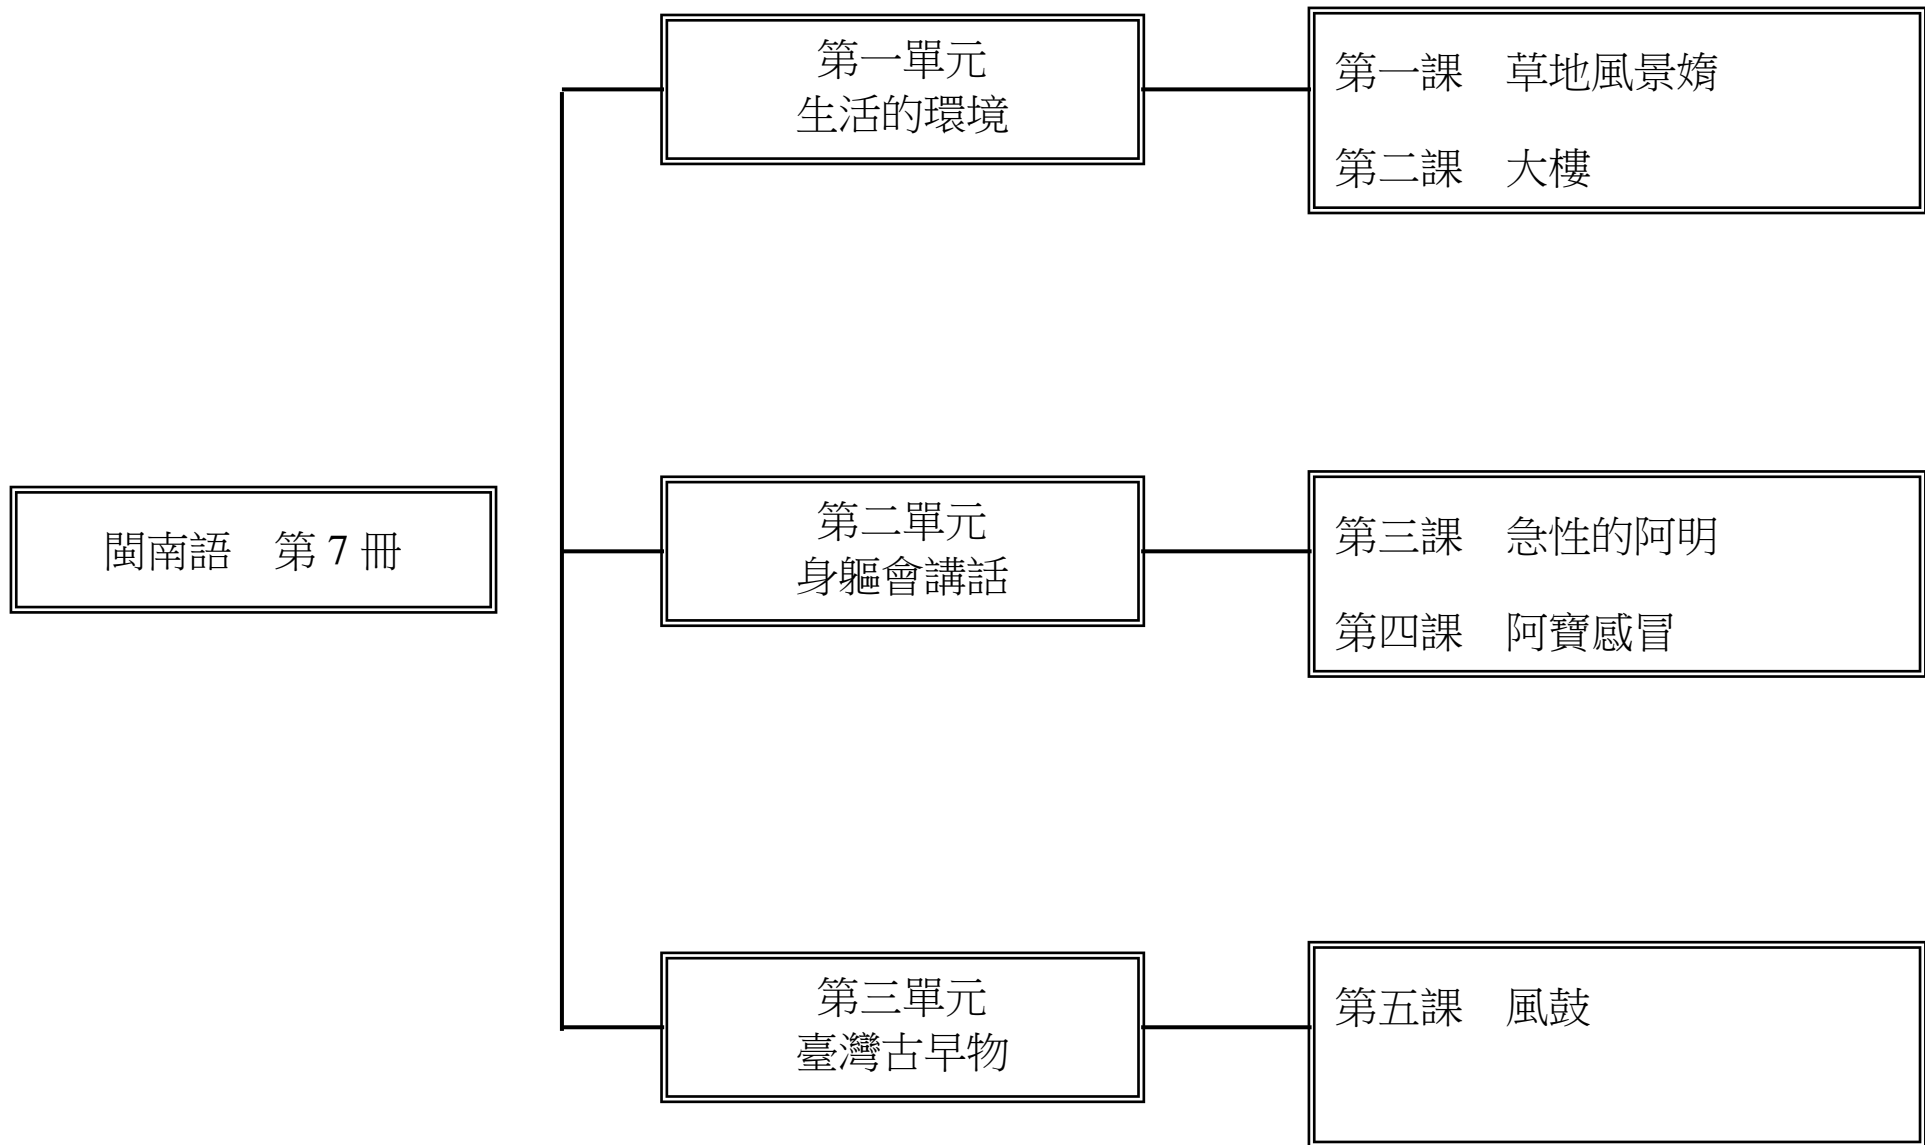 閩南語　第 7 冊
第一單元
生活的環境
第一課　草地風景媠
第二課　大樓
第二單元
身軀會講話
第三課　急性的阿明
第四課　阿寶感冒
第三單元
臺灣古早物
第五課　風鼓